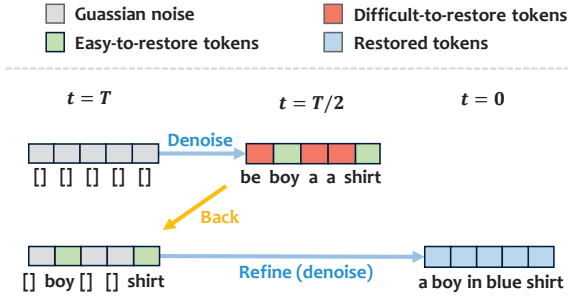 Guassian noise
Difficult-to-restore tokens
Easy-to-restore tokens
Restored tokens
t = T
t = T/2
t = 0
Denoise
[] [] [] [] []
be boy a a shirt
Back
[] boy [] [] shirt
Refine (denoise)
a boy in blue shirt